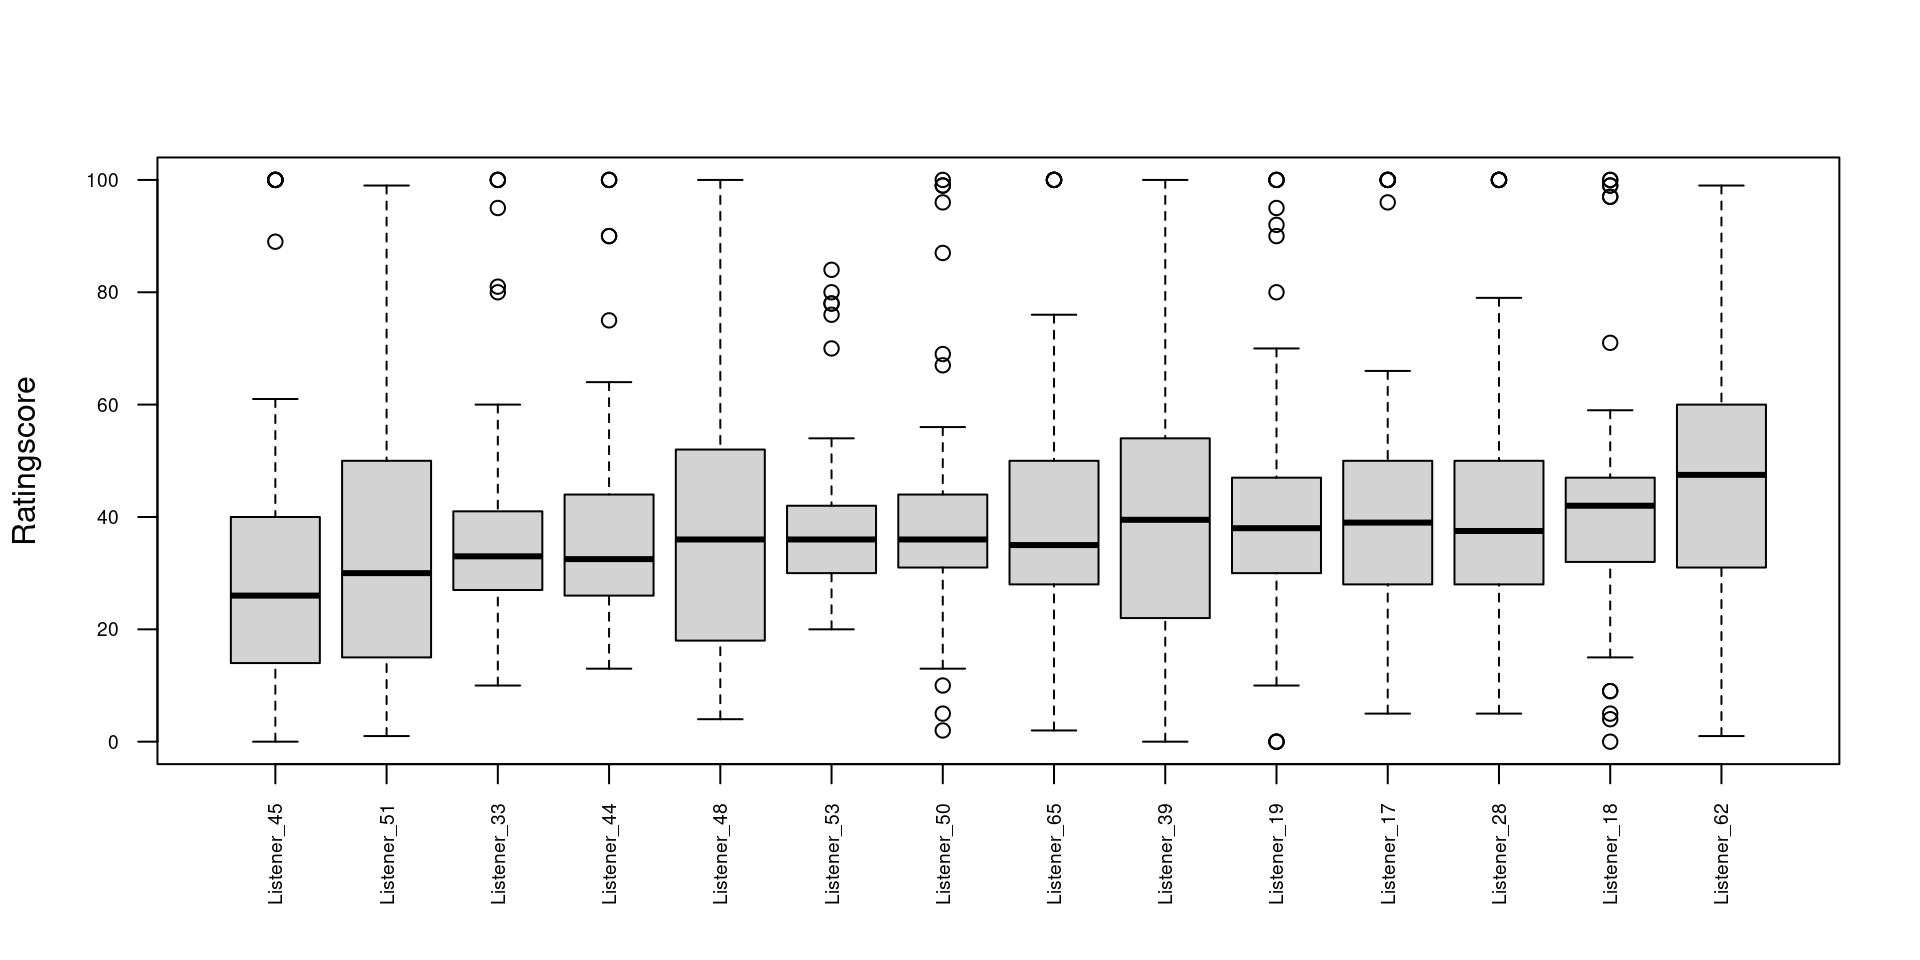 Ratingscore
100
80
60
40
20
0
Listener_45
Listener_51
Listener_33
Listener_44
Listener_48
Listener_53
Listener_50
Listener_65
Listener_39
Listener_19
Listener_17
Listener_28
Listener_18
Listener_62